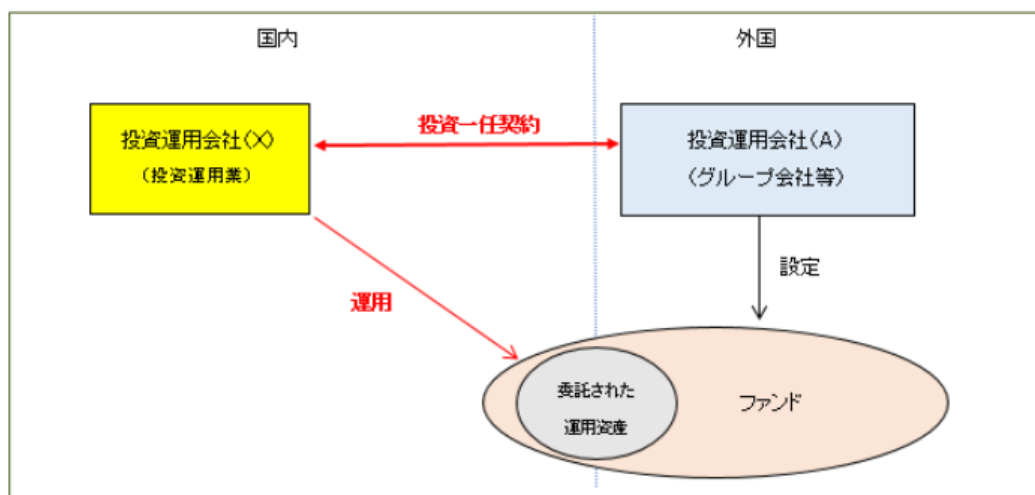 国内
外国
投資運用会社(X)
(投資運用業)
投資一任契約
投資運用会社(A)
(グループ会社等)
設定
運用
委託された
運用資産
ファンド